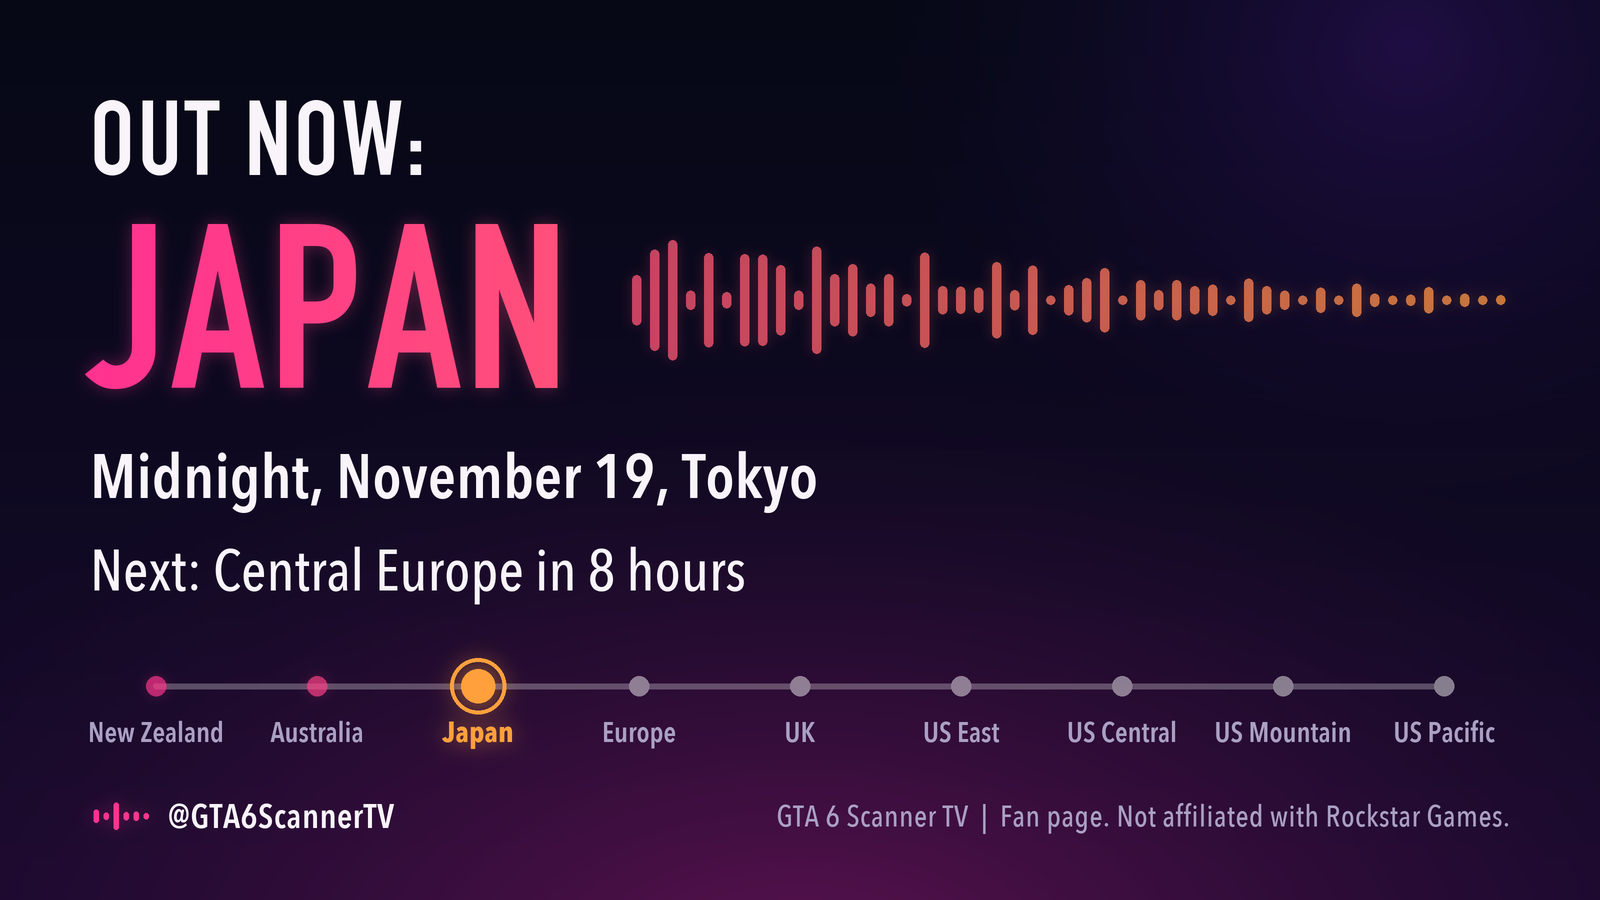 OUT NOW:
JAPAN
Midnight, November 19, Tokyo
Next: Central Europe in 8 hours
New Zealand Australia Japan Europe UK US East US Central US Mountain US Pacific
@GTA6ScannerTV
GTA 6 Scanner TV | Fan page. Not affiliated with Rockstar Games.